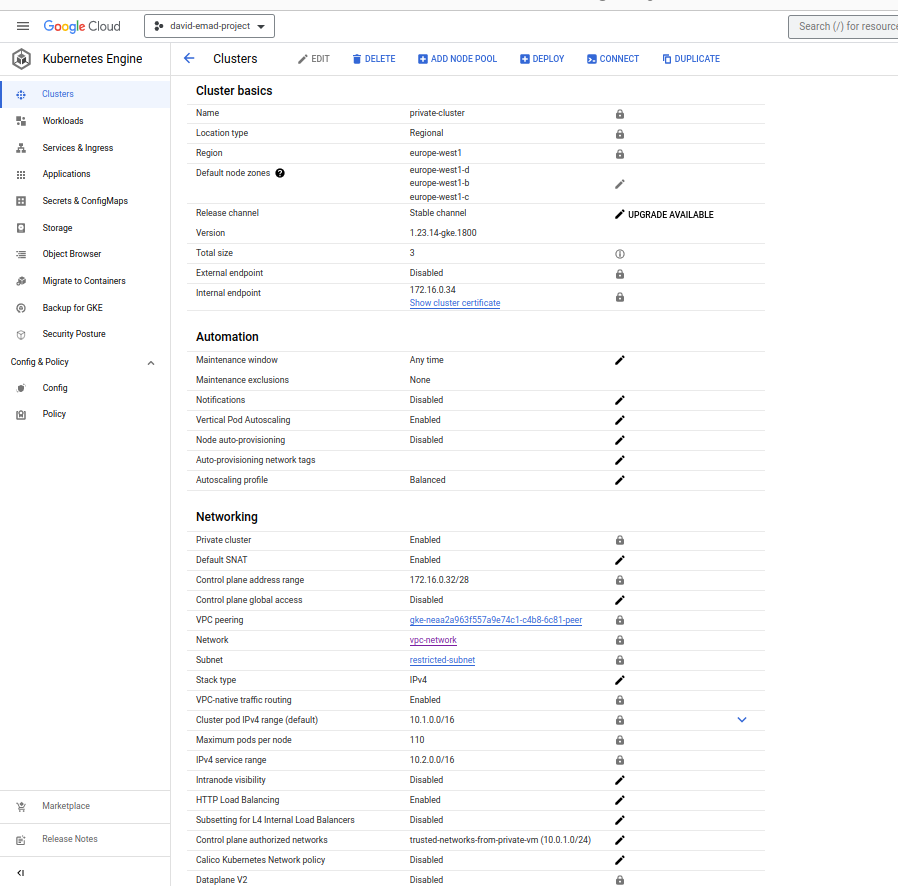 Google Cloud
david-emad-project
Search (/) for resource
Kubernetes Engine
Clusters
EDIT
DELETE
ADD NODE POOL
DEPLOY
CONNECT
DUPLICATE
Clusters
Workloads
Services & Ingress
Applications
Secrets & ConfigMaps
Storage
Object Browser
Migrate to Containers
Backup for GKE
Security Posture
Config & Policy
Config
Policy
Marketplace
Release Notes
Cluster basics
Name private-cluster
Location type Regional
Region europe-west1
Default node zones europe-west1-d
europe-west1-b
europe-west1-c
Release channel Stable channel UPGRADE AVAILABLE
Version 1.23.14-gke.1800
Total size 3
External endpoint Disabled
Internal endpoint 172.16.0.34
Show cluster certificate
Automation
Maintenance window Any time
Maintenance exclusions None
Notifications Disabled
Vertical Pod Autoscaling Enabled
Node auto-provisioning Disabled
Auto-provisioning network tags
Autoscaling profile Balanced
Networking
Private cluster Enabled
Default SNAT Enabled
Control plane address range 172.16.0.32/28
Control plane global access Disabled
VPC peering gke-neaa2a963f557a9e74c1-c4b8-6c81-peer
Network vpc-network
Subnet restricted-subnet
Stack type IPv4
VPC-native traffic routing Enabled
Cluster pod IPv4 range (default) 10.1.0.0/16
Maximum pods per node 110
IPv4 service range 10.2.0.0/16
Intranode visibility Disabled
HTTP Load Balancing Enabled
Subsetting for L4 Internal Load Balancers Disabled
Control plane authorized networks trusted-networks-from-private-vm (10.0.1.0/24)
Calico Kubernetes Network policy Disabled
Dataplane V2 Disabled